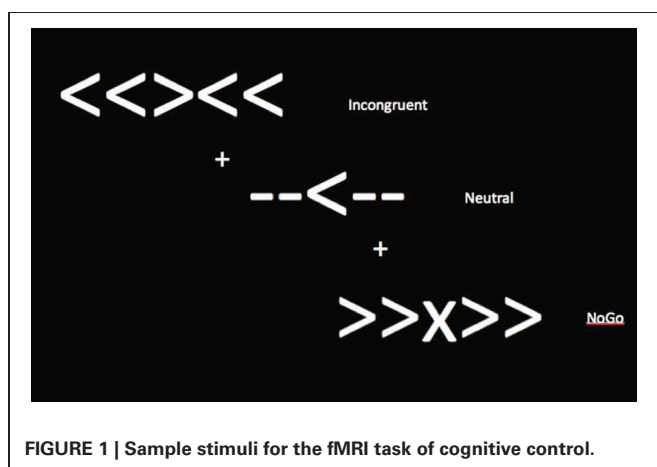 <<><< Incongruent
+
--<-- Neutral
+
>>X>> NoGo
FIGURE 1 | Sample stimuli for the fMRI task of cognitive control.